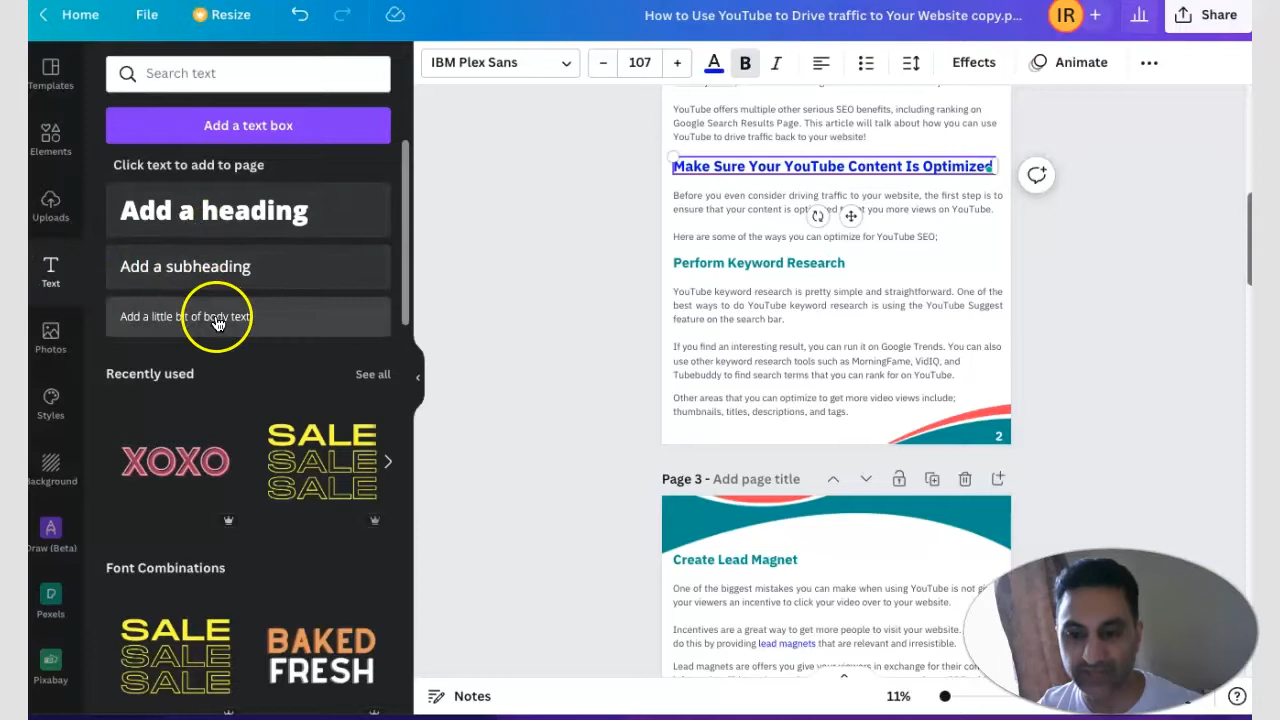 Home
File
Resize
How to Use YouTube to Drive traffic to Your Website copy.p...
IR
Share
Templates
Elements
Uploads
Text
Photos
Styles
Background
Draw (Beta)
Pexels
Pixabay
Search text
Add a text box
Click text to add to page
Add a heading
Add a subheading
Add a little bit of body text
Recently used
See all
XOXO
SALE
SALE
SALE
Font Combinations
SALE
SALE
SALE
BAKED
FRESH
IBM Plex Sans
107
A
B
I
Effects
Animate
YouTube offers multiple other serious SEO benefits, including ranking on
Google Search Results Page. This article will talk about how you can use
YouTube to drive traffic back to your website!
Make Sure Your YouTube Content Is Optimized
Before you even consider driving traffic to your website, the first step is to
ensure that your content is optimized to get you more views on YouTube.
Here are some of the ways you can optimize for YouTube SEO;
Perform Keyword Research
YouTube keyword research is pretty simple and straightforward. One of the
best ways to do YouTube keyword research is using the YouTube Suggest
feature on the search bar.
If you find an interesting result, you can run it on Google Trends. You can also
use other keyword research tools such as MorningFame, VidIQ, and
Tubebuddy to find search terms that you can rank for on YouTube.
Other areas that you can optimize to get more video views include;
thumbnails, titles, descriptions, and tags.
2
Page 3 - Add page title
Create Lead Magnet
One of the biggest mistakes you can make when using YouTube is not
your viewers an incentive to click your video over to your website.
Incentives are a great way to get more people to visit your website.
do this by providing lead magnets that are relevant and irresistible.
Lead magnets are offers you give your viewers in exchange for their
Notes
11%